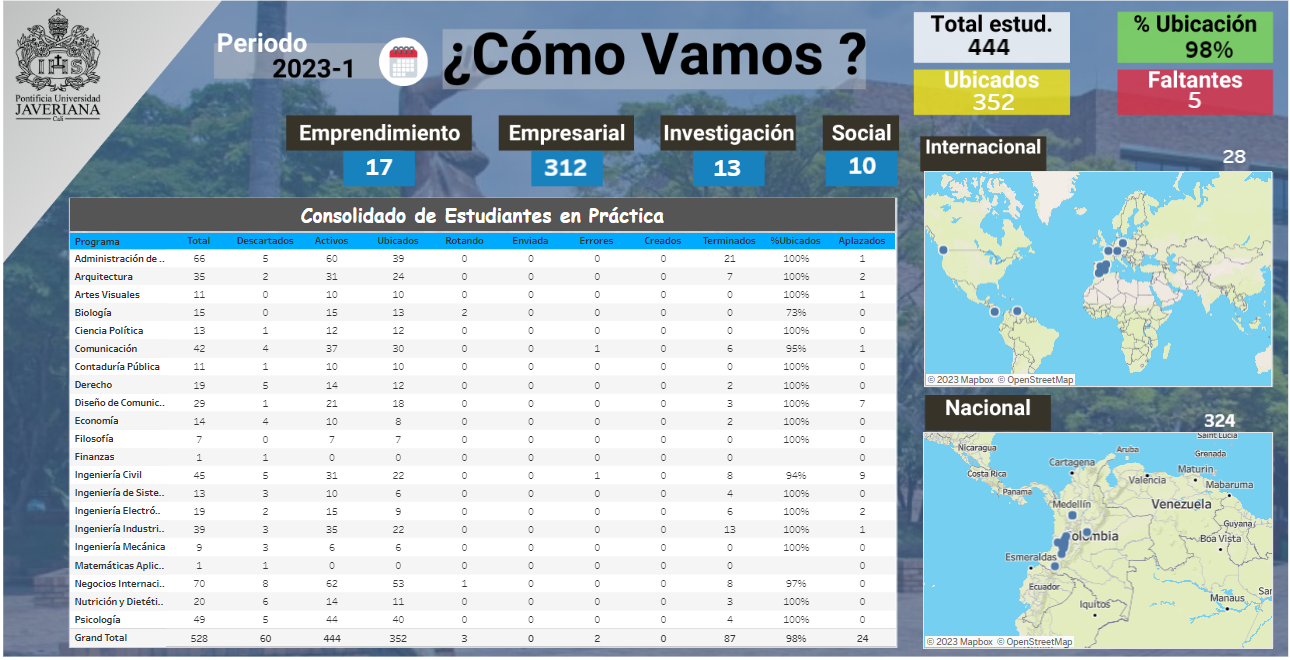 Pontificia Universidad
JAVERIANA
Cali
Periodo
2023-1
¿Cómo Vamos ?
Total estud.
444
% Ubicación
98%
Ubicados
352
Faltantes
5
Emprendimiento
17
Empresarial
312
Investigación
13
Social
10
Consolidado de Estudiantes en Práctica
Programa Total Descartados Activos Ubicados Rotando Enviada Errores Creados Terminados %Ubicados Aplazados
Administración de .. 66 5 60 39 0 0 0 0 21 100% 1
Arquitectura 35 2 31 24 0 0 0 0 7 100% 2
Artes Visuales 11 0 10 10 0 0 0 0 0 100% 1
Biología 15 0 15 13 2 0 0 0 0 73% 0
Ciencia Política 13 1 12 12 0 0 0 0 0 100% 0
Comunicación 42 4 37 30 0 0 1 0 6 95% 1
Contaduría Pública 11 1 10 10 0 0 0 0 0 100% 0
Derecho 19 5 14 12 0 0 0 0 2 100% 0
Diseño de Comunic.. 29 1 21 18 0 0 0 0 3 100% 7
Economía 14 4 10 8 0 0 0 0 2 100% 0
Filosofía 7 0 7 7 0 0 0 0 0 100% 0
Finanzas 1 1 0 0 0 0 0 0 0 0
Ingeniería Civil 45 5 31 22 0 0 1 0 8 94% 9
Ingeniería de Siste.. 13 3 10 6 0 0 0 0 4 100% 0
Ingeniería Electró.. 19 2 15 9 0 0 0 0 6 100% 2
Ingeniería Industri.. 39 3 35 22 0 0 0 0 13 100% 1
Ingeniería Mecánica 9 3 6 6 0 0 0 0 0 100% 0
Matemáticas Aplic.. 1 1 0 0 0 0 0 0 0 0
Negocios Internaci.. 70 8 62 53 1 0 0 0 8 97% 0
Nutrición y Dietéti.. 20 6 14 11 0 0 0 0 3 100% 0
Psicología 49 5 44 40 0 0 0 0 4 100% 0
Grand Total 528 60 444 352 3 0 2 0 87 98% 24
Internacional
28
© 2023 Mapbox © OpenStreetMap
Nacional
324
Saint Lucia
Nicaragua
Aruba
Grenada
Cartagena
Costa Rica
Maturin
Valencia
Mabaruma
Panama
Medellín
Venezuela
Guyana
olombia
Boa Vista
Esmeraldas
Ecuador
San
Iquitos
Manaus
© 2023 Mapbox © OpenStreetMap